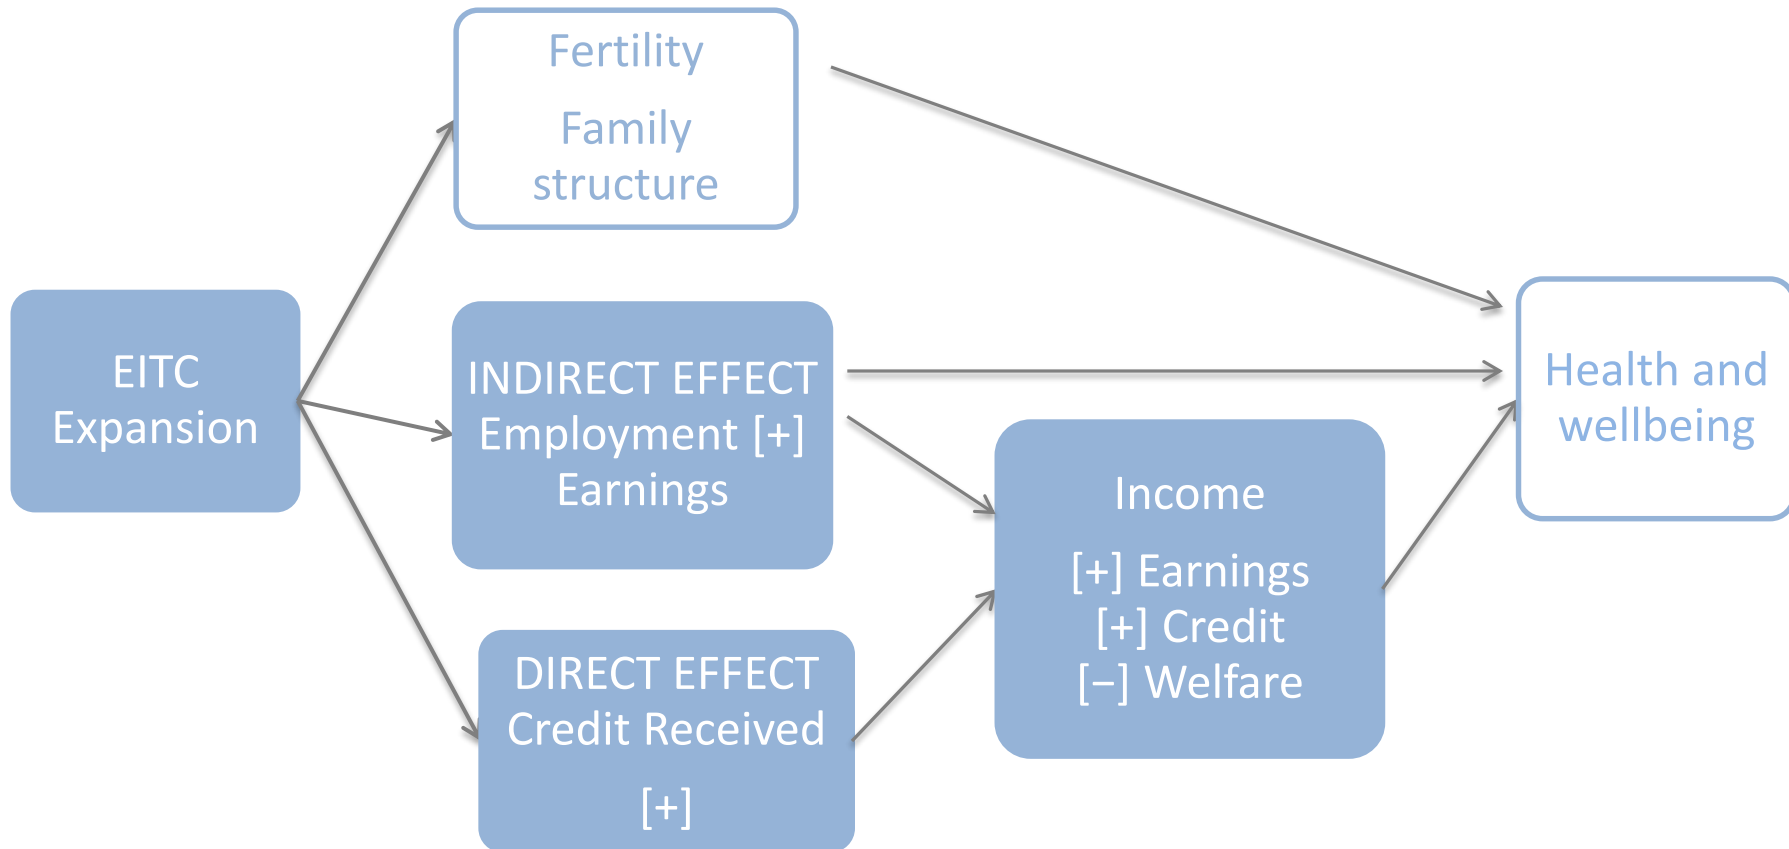 Fertility
Family
structure
EITC
Expansion
INDIRECT EFFECT
Employment [+]
Earnings
DIRECT EFFECT
Credit Received
[+]
Income
[+] Earnings
[+] Credit
[−] Welfare
Health and
wellbeing